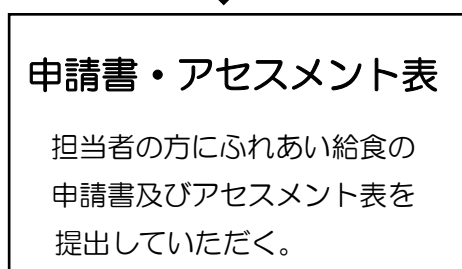 申請書・アセスメント表
担当者の方にふれあい給食の
申請書及びアセスメント表を
提出していただく。